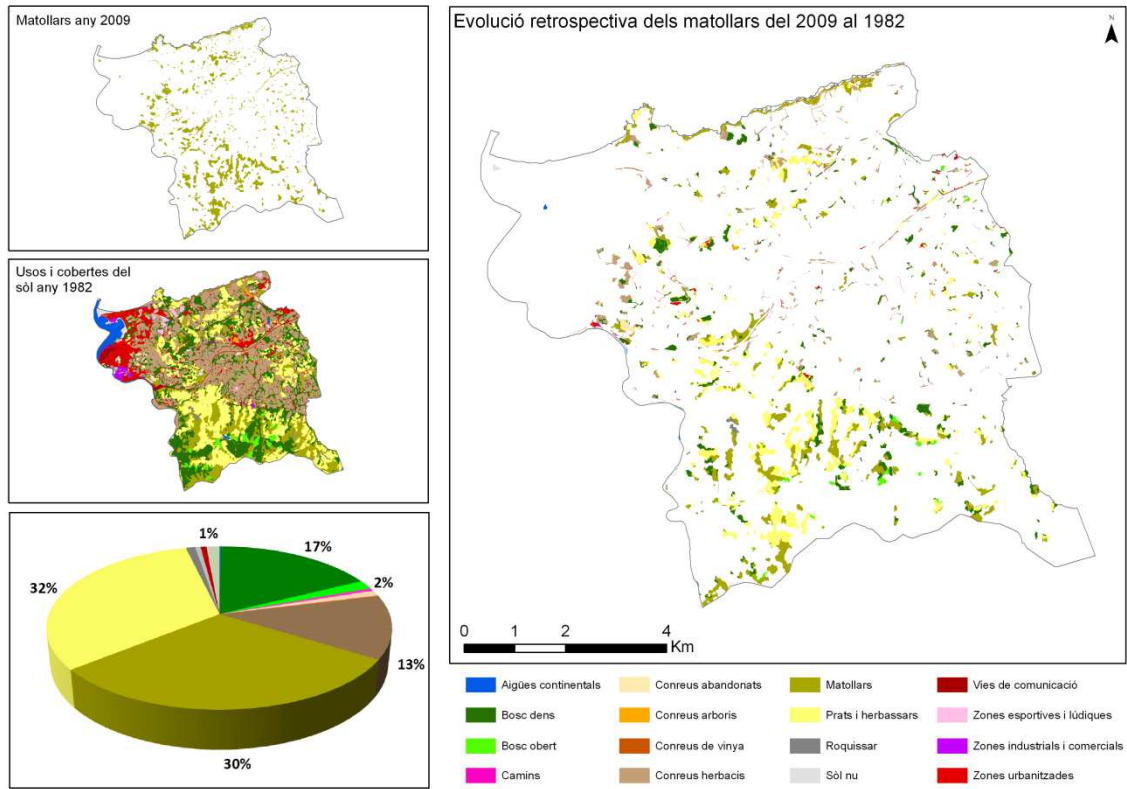 Matollars any 2009
Usos i cobertes del
sòl any 1982
1%
17%
2%
32%
13%
30%
Evolució retrospectiva dels matollars del 2009 al 1982
N
0 1 2 4
Km
Aigües continentals
Bosc dens
Bosc obert
Camins
Conreus abandonats
Conreus arboris
Conreus de vinya
Conreus herbacis
Matollars
Prats i herbassars
Roquissar
Sòl nu
Vies de comunicació
Zones esportives i lúdiques
Zones industrials i comercials
Zones urbanitzades